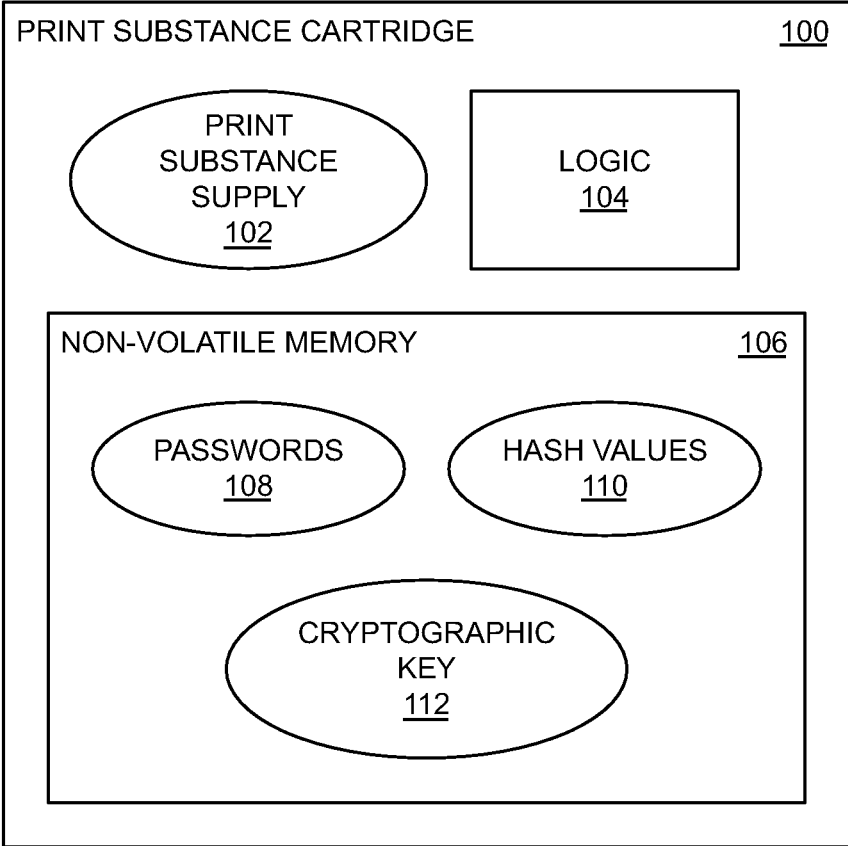 PRINT SUBSTANCE CARTRIDGE 100
PRINT
SUBSTANCE
SUPPLY
102
LOGIC
104
NON-VOLATILE MEMORY 106
PASSWORDS
108
HASH VALUES
110
CRYPTOGRAPHIC
KEY
112